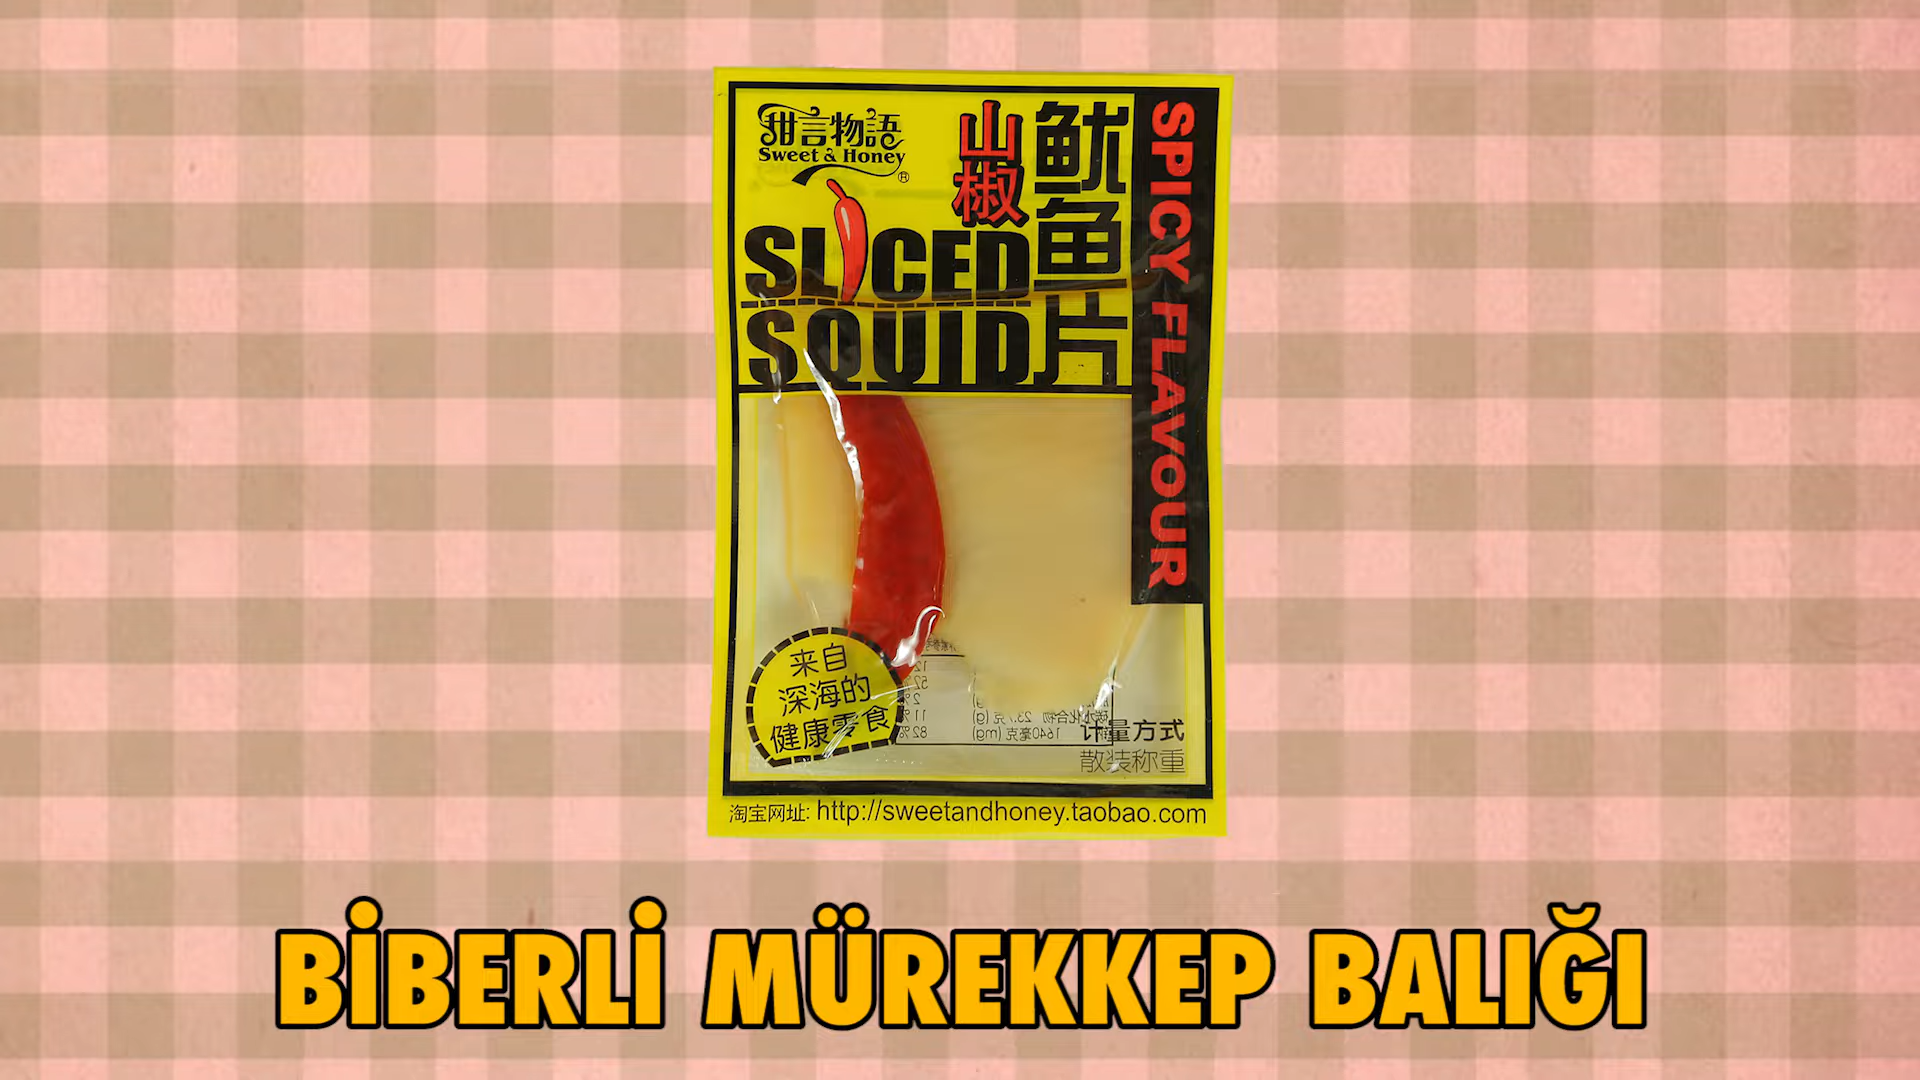 甜言物語
Sweet & Honey
®
山椒
鱿鱼片
SLICED
SQUID
SPICY FLAVOUR
来自
深海的
健康零食
计量方式
散装称重
淘宝网址: http://sweetandhoney.taobao.com
BİBERLİ MÜREKKEP BALIĞI